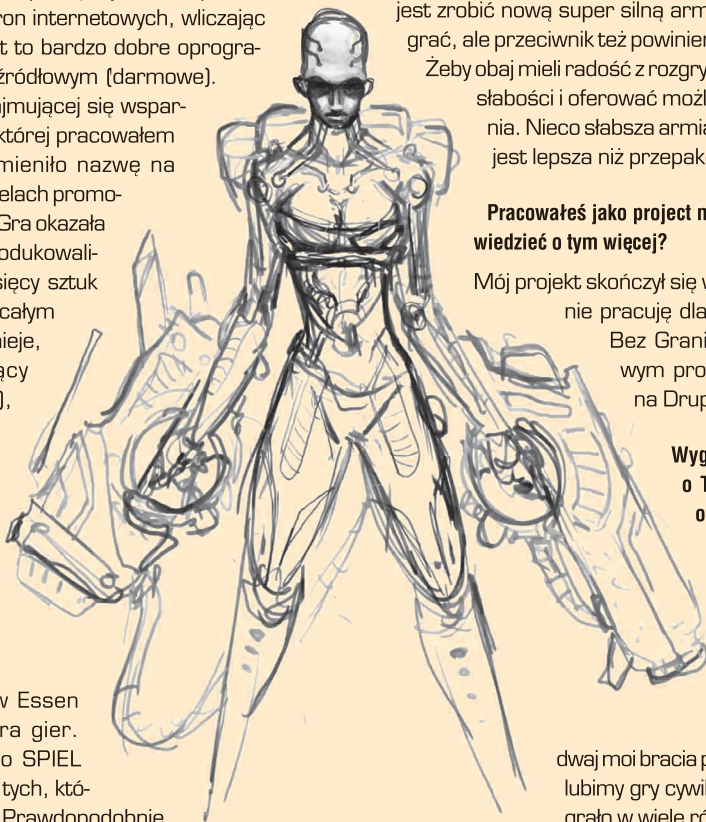 ron internetowych, wliczając
t to bardzo dobre oprogra-
źródłowym (darmowe).
ajmującej się wspar-
której pracowałem
mieniło nazwę na
elach promo-
Gra okazała
odukowali-
sięcy sztuk
całym
nieje,
ący
),
w Essen
ra gier.
o SPIEL
tych, któ-
Prawdopodobnie
jest zrobić nową super silną arm
grać, ale przeciwnik też powinien
Żeby obaj mieli radość z rozgry
słabości i oferować możl
nia. Nieco słabsza armia
jest lepsza niż przepako
Pracowałeś jako project m
wiedzieć o tym więcej?
Mój projekt skończył się w
nie pracuję dla
Bez Grani
wym pro
na Drup
Wyg
o T
o
dwaj moi bracia p
lubimy gry cywil
grało w wiele ró